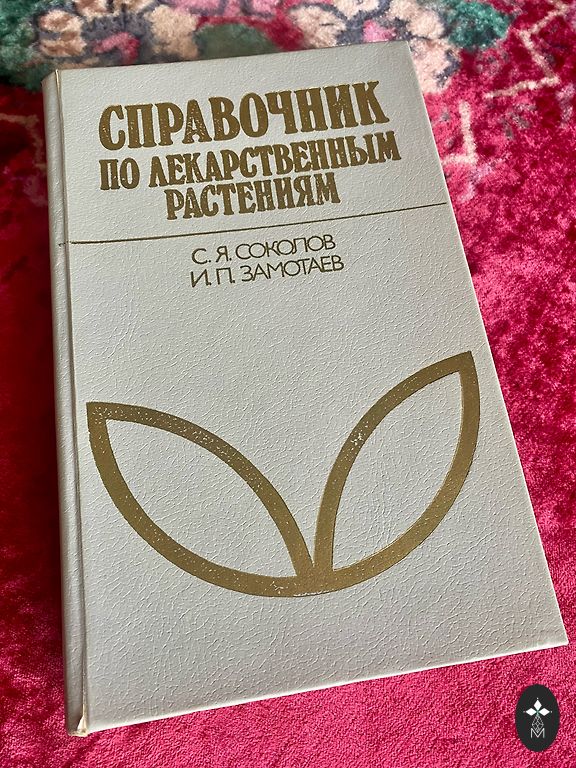 СПРАВОЧНИК
ПО ЛЕКАРСТВЕННЫМ
РАСТЕНИЯМ
С. Я. СОКОЛОВ
И. П. ЗАМОТАЕВ
М